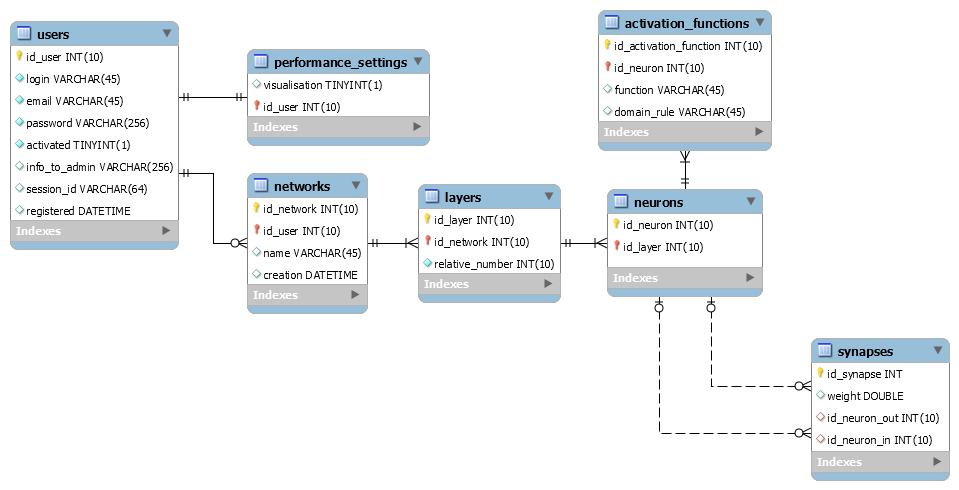 users
id_user INT(10)
login VARCHAR(45)
email VARCHAR(45)
password VARCHAR(256)
activated TINYINT(1)
info_to_admin VARCHAR(256)
session_id VARCHAR(64)
registered DATETIME
Indexes
performance_settings
visualisation TINYINT(1)
id_user INT(10)
Indexes
networks
id_network INT(10)
id_user INT(10)
name VARCHAR(45)
creation DATETIME
Indexes
layers
id_layer INT(10)
id_network INT(10)
relative_number INT(10)
Indexes
activation_functions
id_activation_function INT(10)
id_neuron INT(10)
function VARCHAR(45)
domain_rule VARCHAR(45)
Indexes
neurons
id_neuron INT(10)
id_layer INT(10)
Indexes
synapses
id_synapse INT
weight DOUBLE
id_neuron_out INT(10)
id_neuron_in INT(10)
Indexes